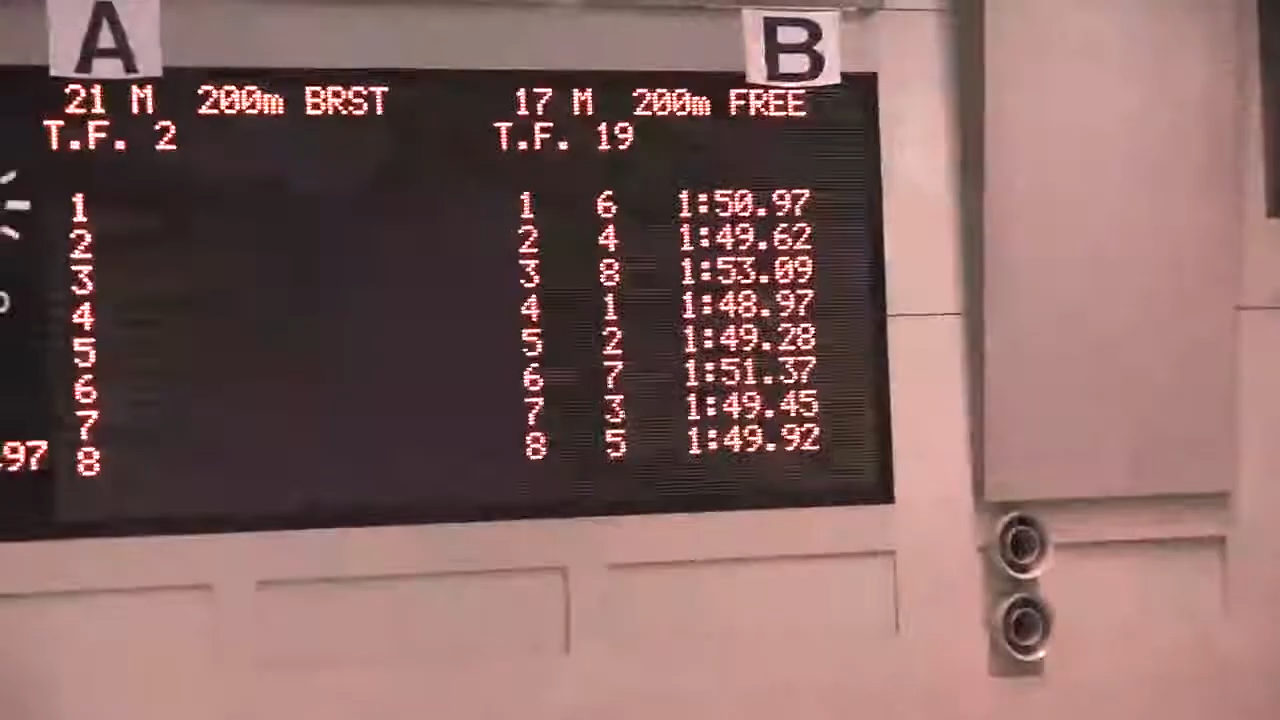 A
21 M 200m BRST
T.F. 2
1
2
3
4
5
6
7
8
.97
B
17 M 200m FREE
T.F. 19
1 6 1:50.97
2 4 1:49.62
3 8 1:53.09
4 1 1:48.97
5 2 1:49.28
6 7 1:51.37
7 3 1:49.45
8 5 1:49.92